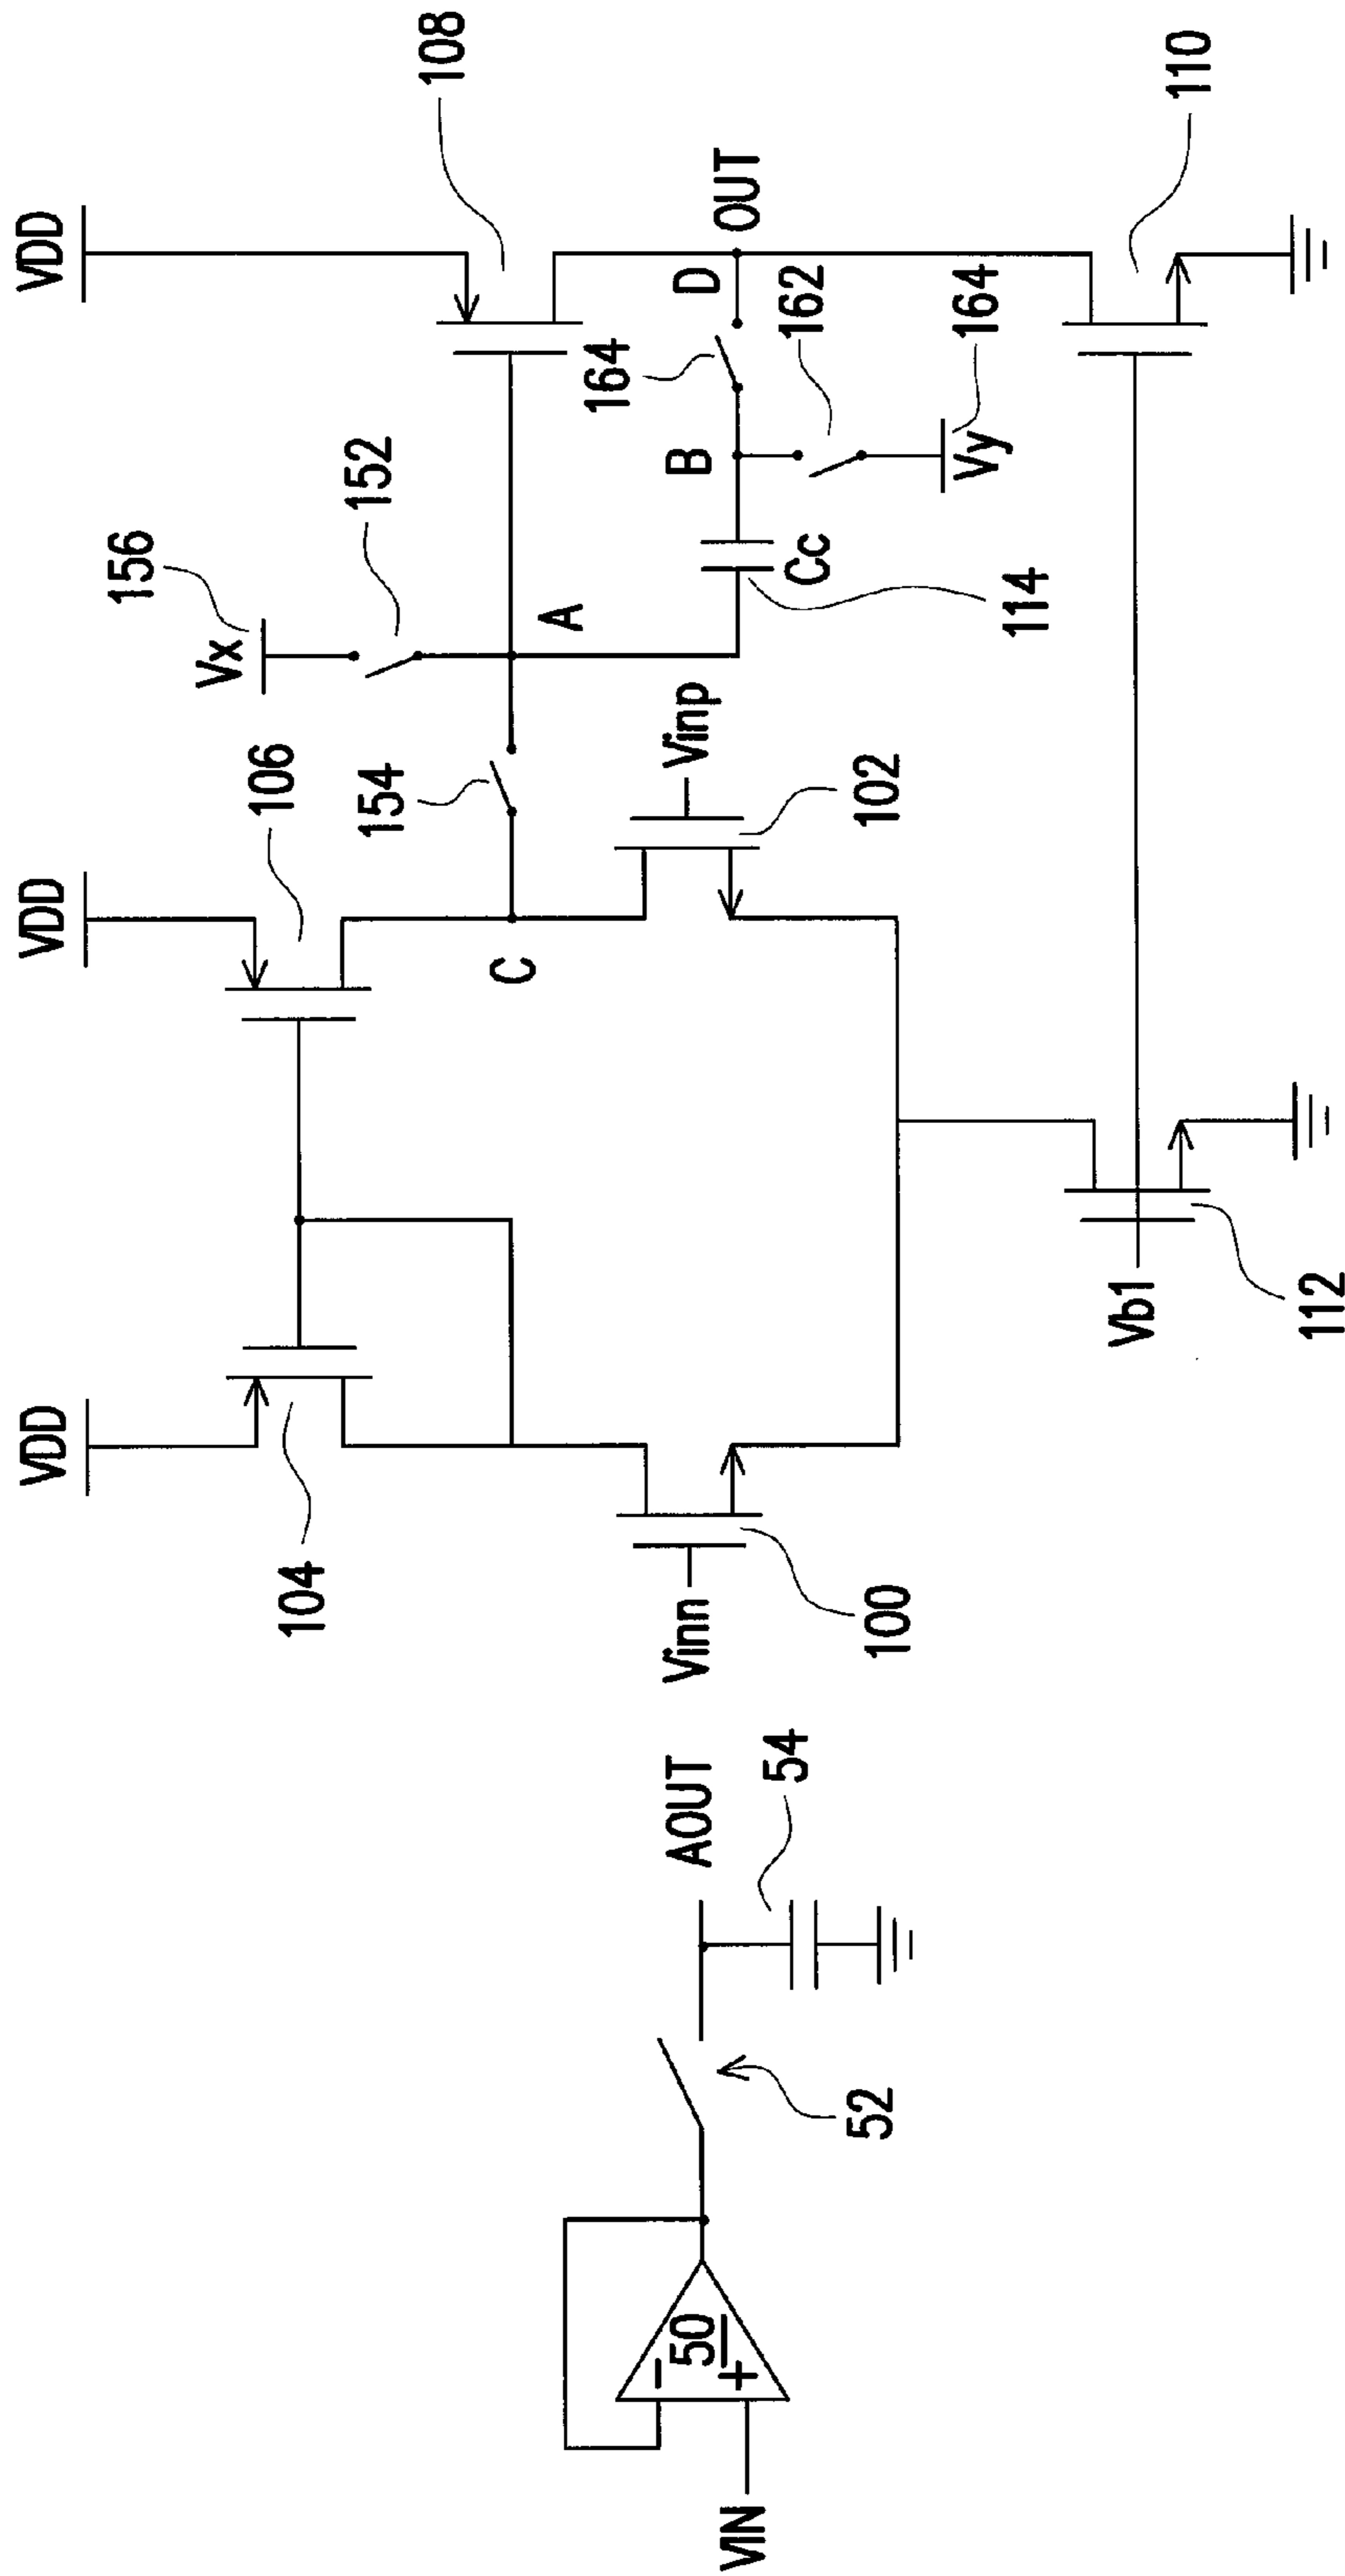 VIN
50
−
+
52
AOUT
54
VDD
104
Vinn
100
VDD
106
C
154
Vinp
102
Vb1
112
156
Vx
152
A
Cc
114
B
164
D
162
164
Vy
OUT
VDD
108
110